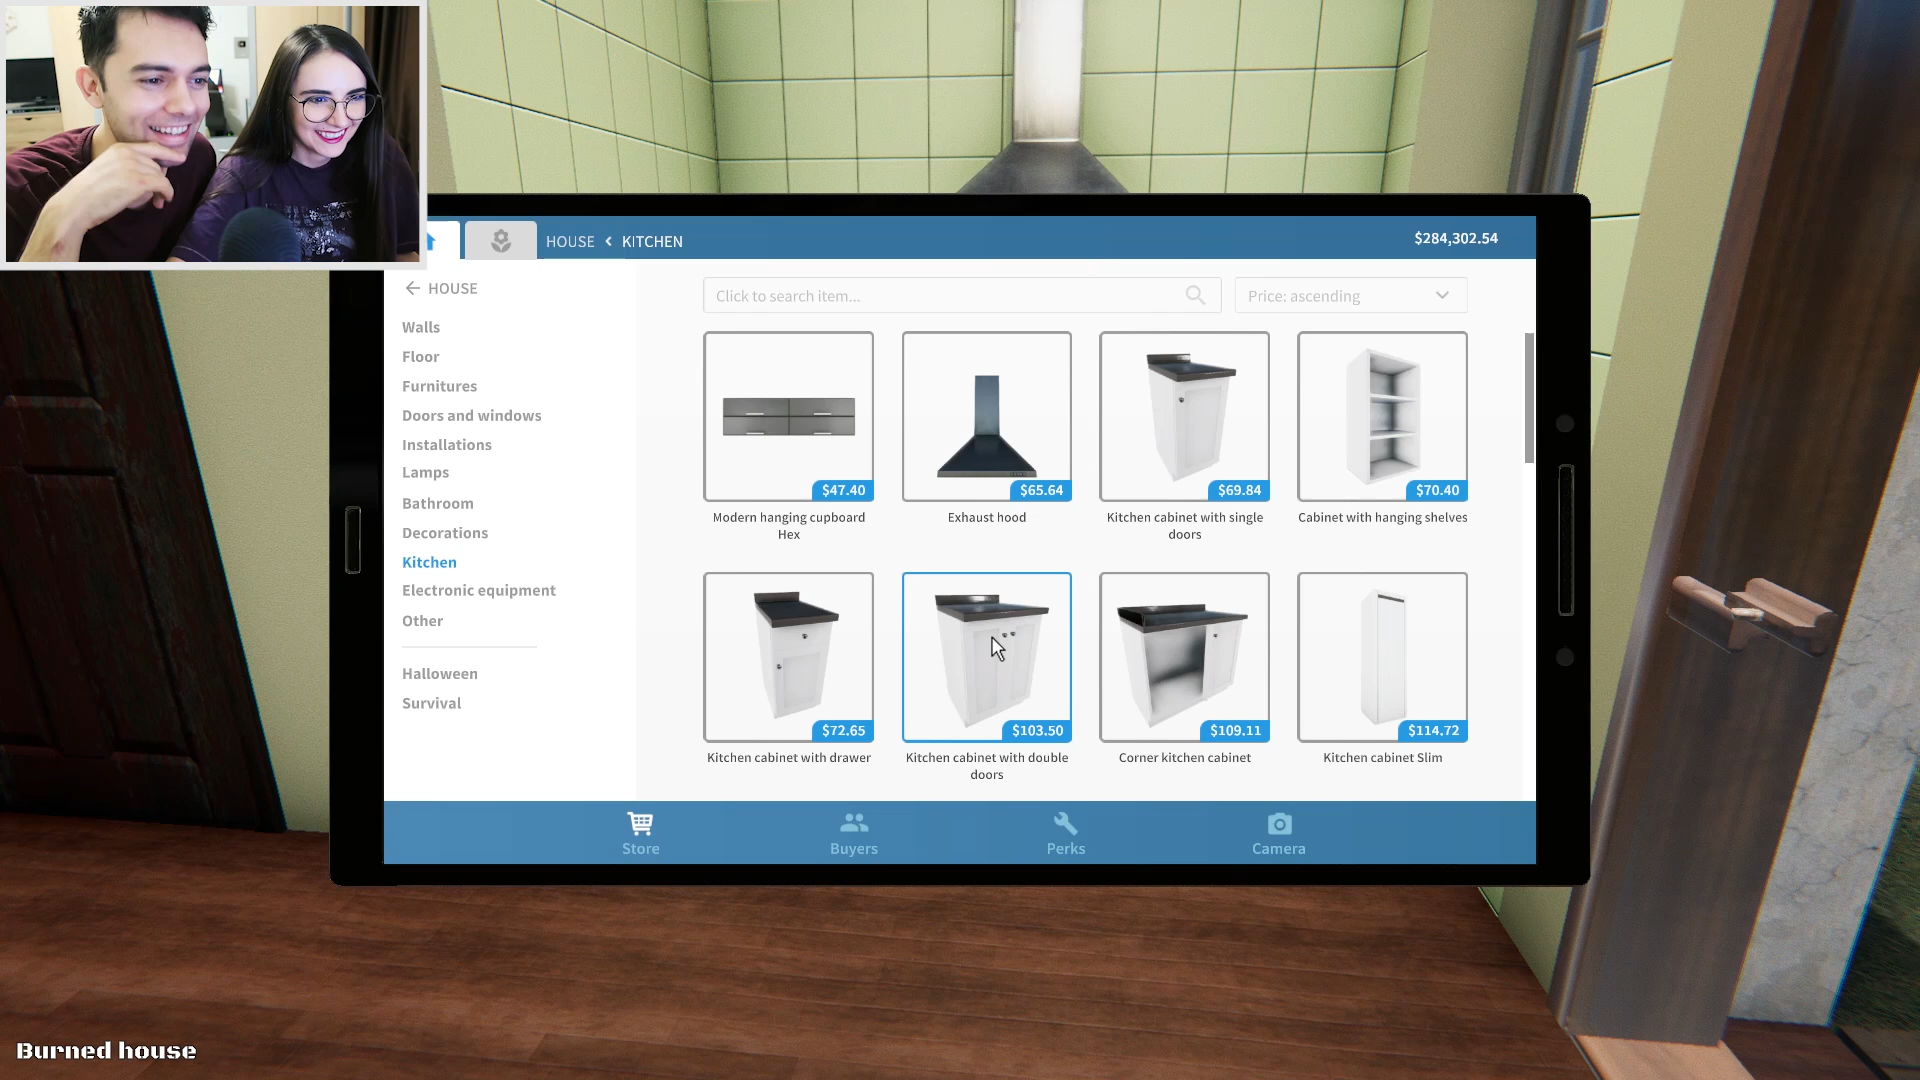 HOUSE < KITCHEN
$284,302.54
HOUSE
Click to search item...
Price: ascending
Walls
Floor
Furnitures
Doors and windows
Installations
Lamps
Bathroom
Decorations
Kitchen
Electronic equipment
Other
Halloween
Survival
$47.40
$65.64
$69.84
$70.40
Modern hanging cupboard
Hex
Exhaust hood
Kitchen cabinet with single
doors
Cabinet with hanging shelves
$72.65
$103.50
$109.11
$114.72
Kitchen cabinet with drawer
Kitchen cabinet with double
doors
Corner kitchen cabinet
Kitchen cabinet Slim
Store
Buyers
Perks
Camera
Burned house